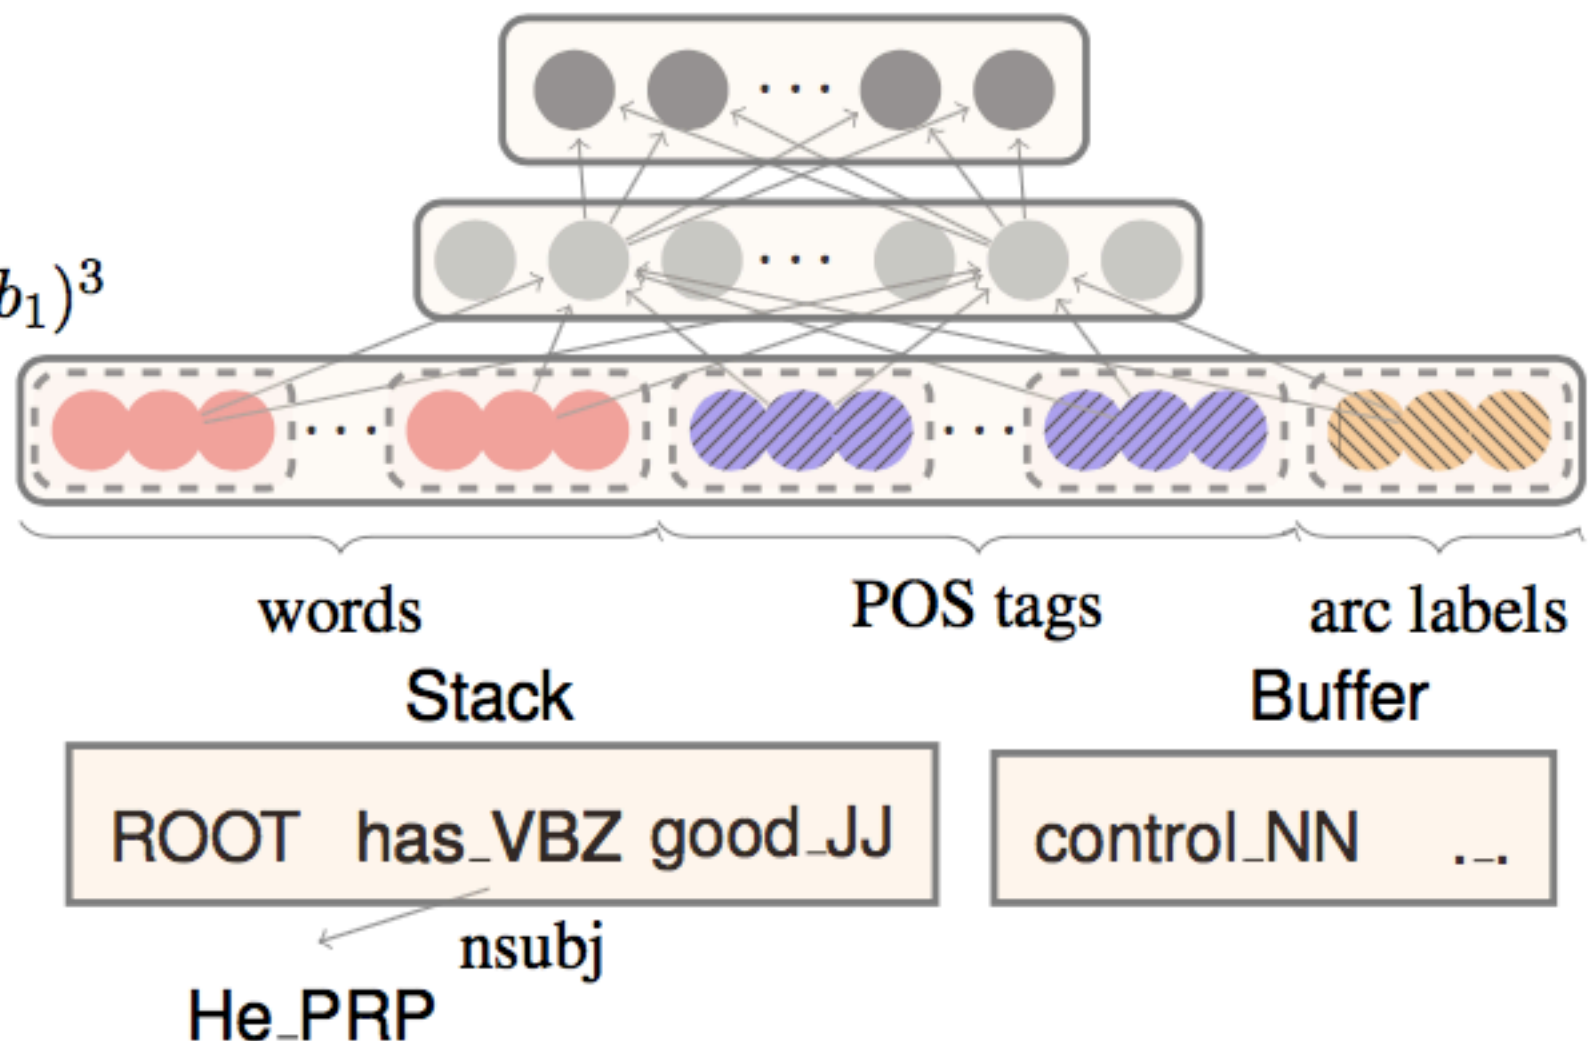 · · ·
· · ·
b₁)³
· · · · · ·
words POS tags arc labels
Stack Buffer
ROOT has_VBZ good_JJ control_NN ._.
nsubj
He_PRP